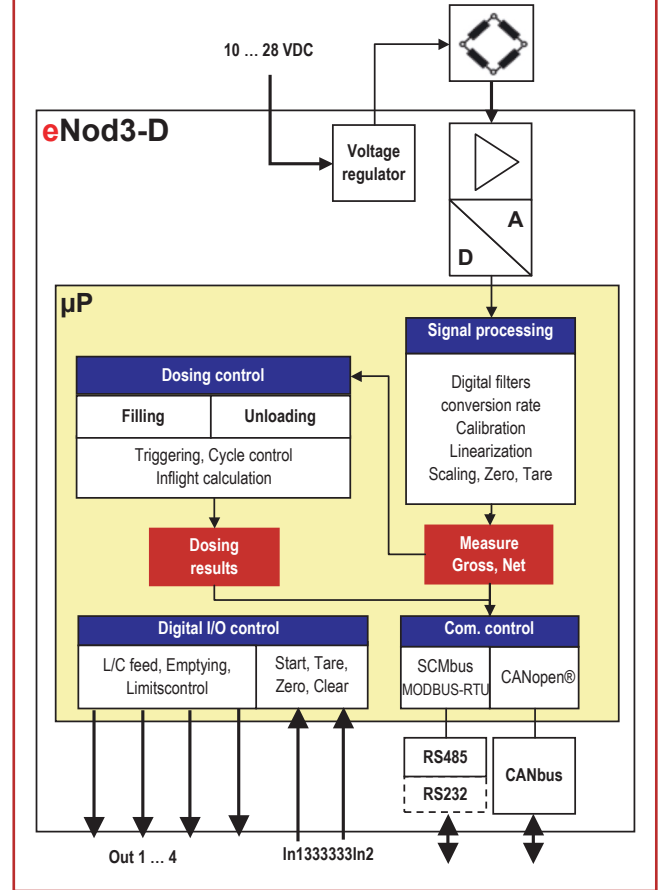 10 ... 28 VDC
eNod3-D
Voltage
regulator
A
D
µP
Signal processing
Digital filters
conversion rate
Calibration
Linearization
Scaling, Zero, Tare
Dosing control
Filling
Unloading
Triggering, Cycle control
Inflight calculation
Dosing
results
Measure
Gross, Net
Digital I/O control
L/C feed, Emptying,
Limitscontrol
Start, Tare,
Zero, Clear
Com. control
SCMbus
MODBUS-RTU
CANopen®
RS485
RS232
CANbus
Out 1 ... 4
In1333333In2